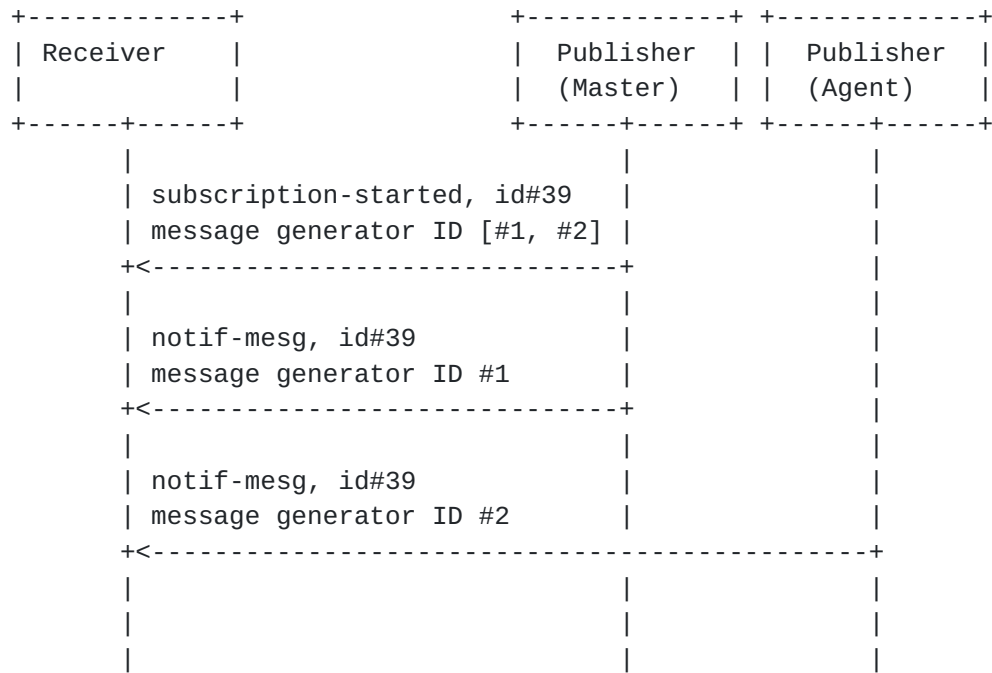 Receiver Publisher Publisher
(Master) (Agent)
subscription-started, id#39
message generator ID [#1, #2]
notif-mesg, id#39
message generator ID #1
notif-mesg, id#39
message generator ID #2